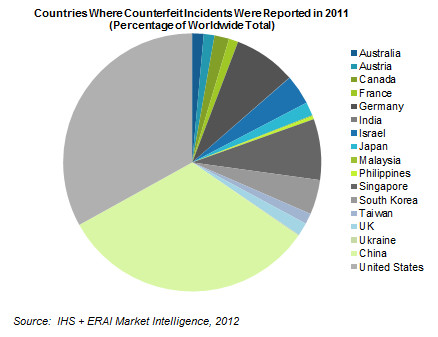 Countries Where Counterfeit Incidents Were Reported in 2011
(Percentage of Worldwide Total)
Australia
Austria
Canada
France
Germany
India
Israel
Japan
Malaysia
Philippines
Singapore
South Korea
Taiwan
UK
Ukraine
China
United States
Source: IHS + ERAI Market Intelligence, 2012